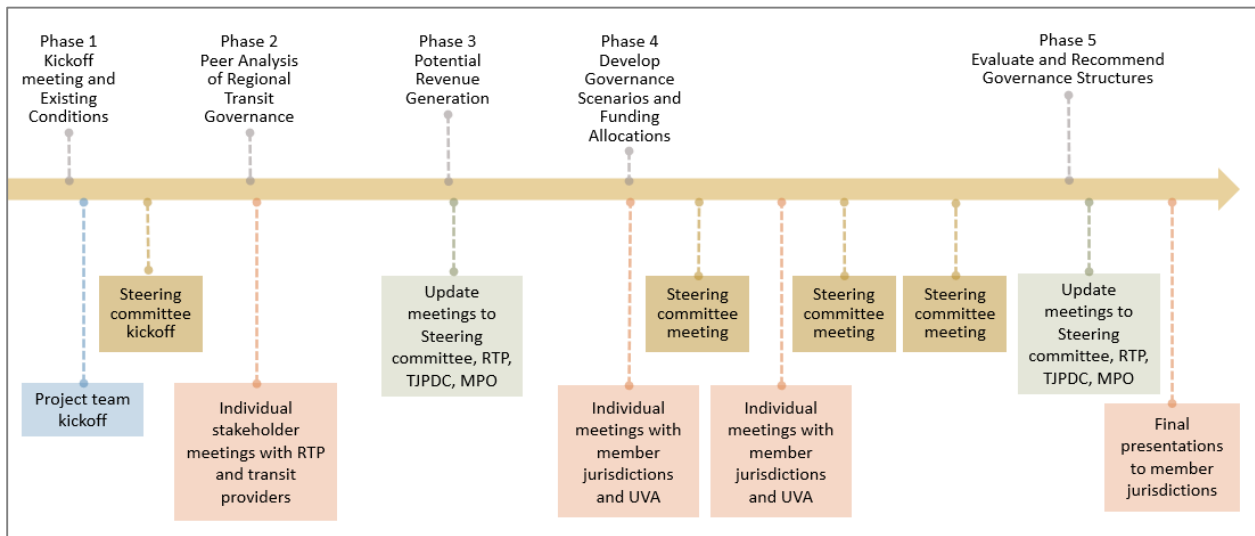 Phase 1
Kickoff
meeting and
Existing
Conditions
Phase 2
Peer Analysis
of Regional
Transit
Governance
Phase 3
Potential
Revenue
Generation
Phase 4
Develop
Governance
Scenarios and
Funding
Allocations
Phase 5
Evaluate and Recommend
Governance Structures
Project team
kickoff
Steering
committee
kickoff
Individual
stakeholder
meetings with RTP
and transit
providers
Update
meetings to
Steering
committee, RTP,
TJPDC, MPO
Individual
meetings with
member
jurisdictions
and UVA
Steering
committee
meeting
Individual
meetings with
member
jurisdictions
and UVA
Steering
committee
meeting
Steering
committee
meeting
Update
meetings to
Steering
committee, RTP,
TJPDC, MPO
Final
presentations
to member
jurisdictions